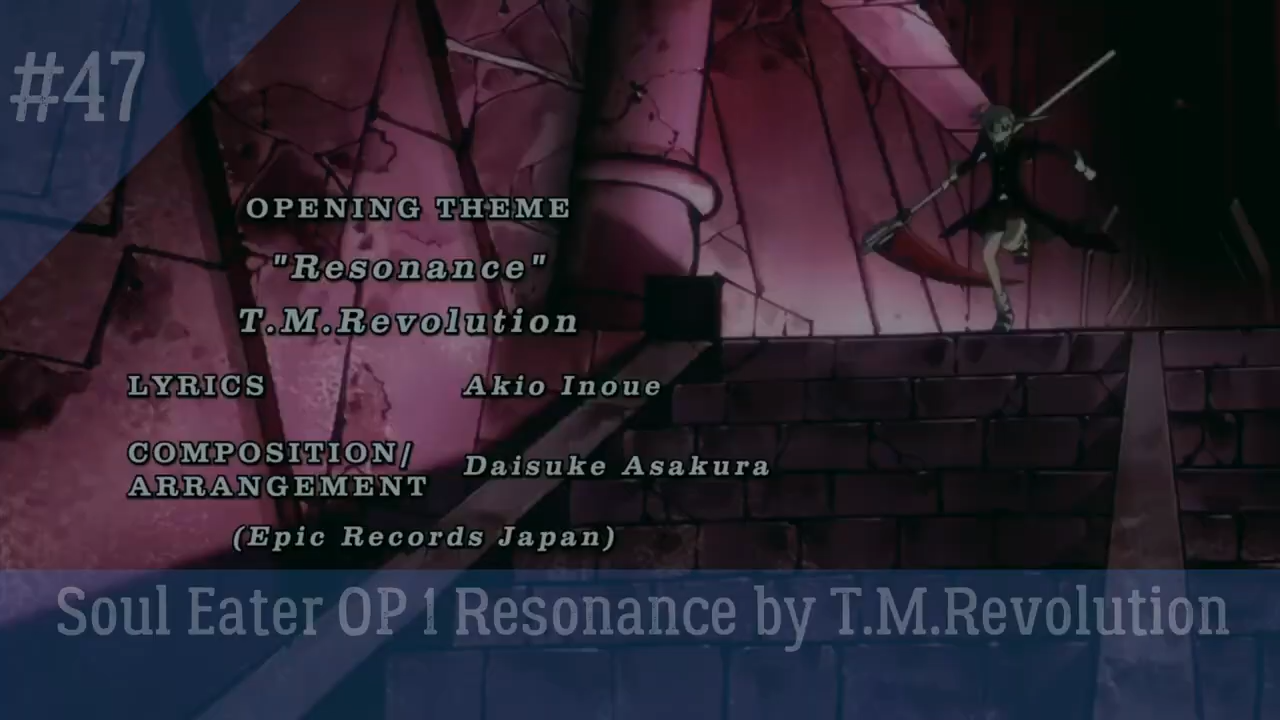 #47
OPENING THEME
"Resonance"
T.M.Revolution
LYRICS Akio Inoue
COMPOSITION/
ARRANGEMENT Daisuke Asakura
(Epic Records Japan)
Soul Eater OP 1 Resonance by T.M.Revolution